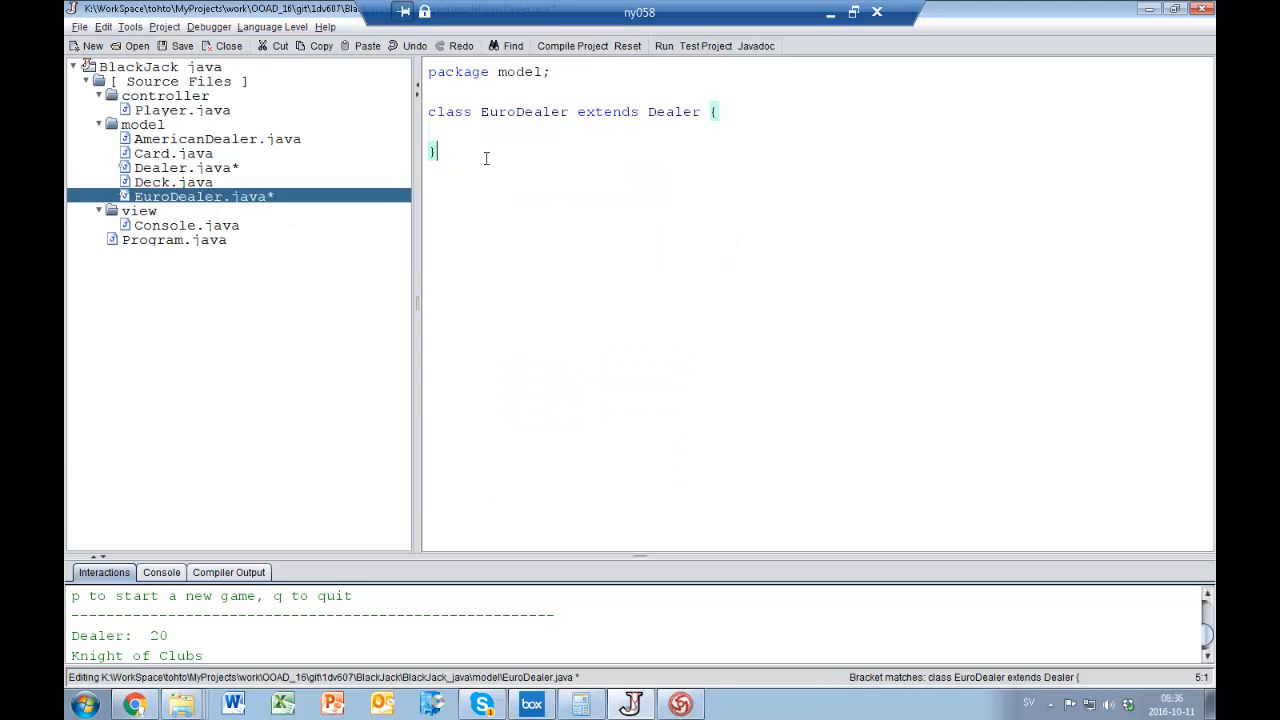 K:\WorkSpace\tohto\MyProjects\work\OOAD_16\git\1dv607\Bl
ny058
File Edit Tools Project Debugger Language Level Help
New Open Save Close Cut Copy Paste Undo Redo Find Compile Project Reset Run Test Project Javadoc
BlackJack java
[ Source Files ]
controller
Player.java
model
AmericanDealer.java
Card.java
Dealer.java*
Deck.java
EuroDealer.java*
view
Console.java
Program.java
package model;
class EuroDealer extends Dealer {
}
Interactions Console Compiler Output
p to start a new game, q to quit
-------------------------------------------------------
Dealer: 20
Knight of Clubs
Editing K:\WorkSpace\tohto\MyProjects\work\OOAD_16\git\1dv607\BlackJack\BlackJack_java\model\EuroDealer.java * Bracket matches: class EuroDealer extends Dealer { 5:1
box
SV
08:36
2016-10-11